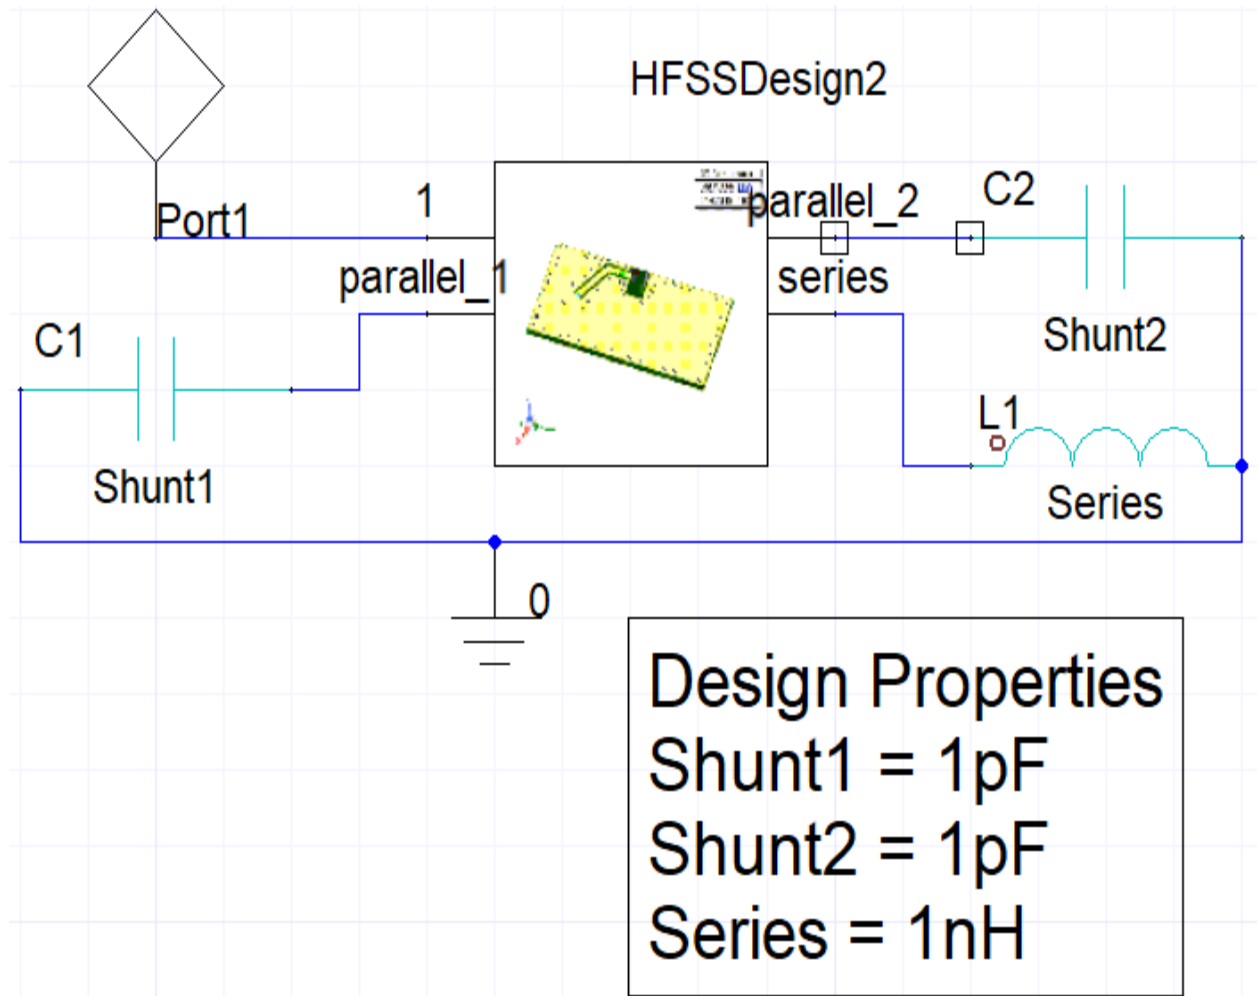 HFSSDesign2
1
parallel_2
C2
Port1
parallel_1
series
C1
Shunt2
L1
Shunt1
Series
0
Design Properties
Shunt1 = 1pF
Shunt2 = 1pF
Series = 1nH